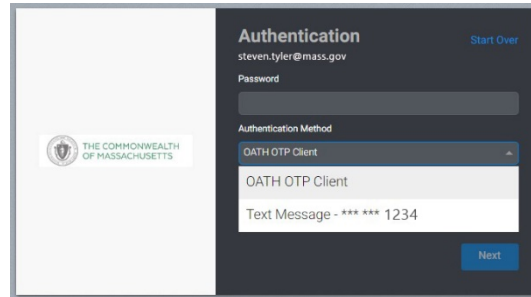 Authentication
Start Over
steven.tyler@mass.gov
Password
THE COMMONWEALTH
OF MASSACHUSETTS
Authentication Method
OATH OTP Client
OATH OTP Client
Text Message - *** *** 1234
Next